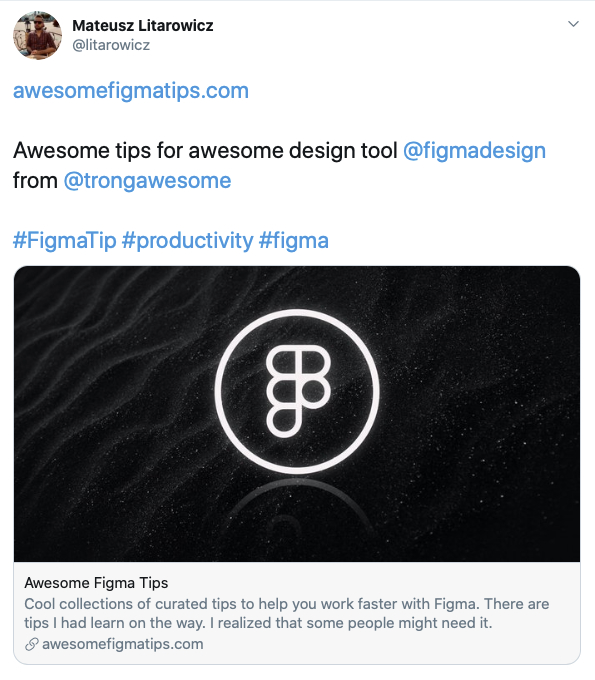 Mateusz Litarowicz
@litarowicz
awesomefigmatips.com
Awesome tips for awesome design tool @figmadesign
from @trongawesome
#FigmaTip #productivity #figma
Awesome Figma Tips
Cool collections of curated tips to help you work faster with Figma. There are
tips I had learn on the way. I realized that some people might need it.
awesomefigmatips.com